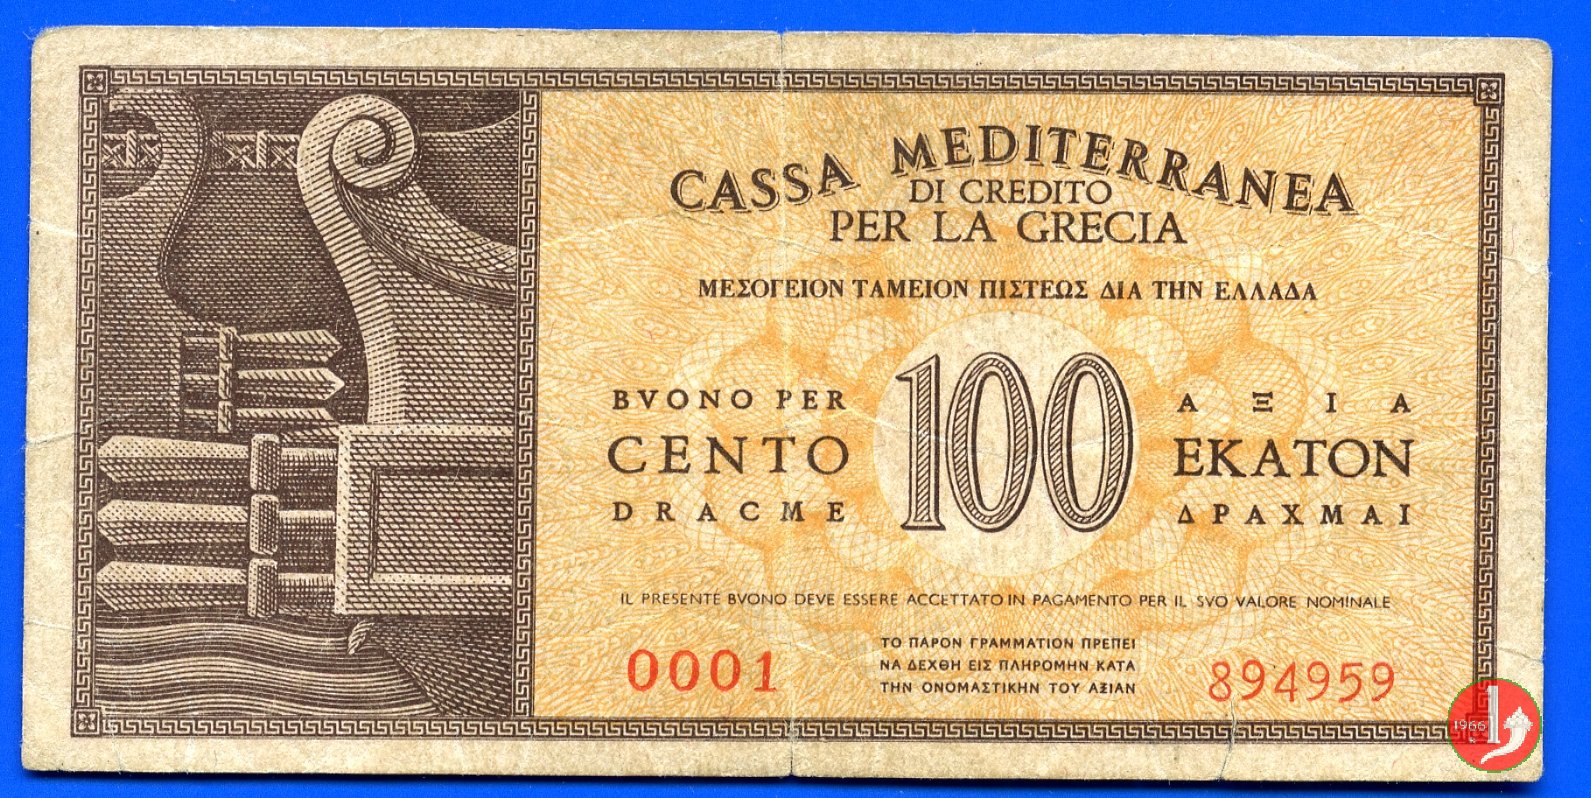 CASSA MEDITERRANEA
DI CREDITO
PER LA GRECIA
ΜΕΣΟΓΕΙΟΝ ΤΑΜΕΙΟΝ ΠΙΣΤΕΩΣ ΔΙΑ ΤΗΝ ΕΛΛΑΔΑ
BVONO PER
CENTO
DRACME
100
ΑΞΙΑ
ΕΚΑΤΟΝ
ΔΡΑΧΜΑΙ
IL PRESENTE BVONO DEVE ESSERE ACCETTATO IN PAGAMENTO PER IL SVO VALORE NOMINALE
0001
ΤΟ ΠΑΡΟΝ ΓΡΑΜΜΑΤΙΟΝ ΠΡΕΠΕΙ
ΝΑ ΔΕΧΘΗ ΕΙΣ ΠΛΗΡΟΜΗΝ ΚΑΤΑ
ΤΗΝ ΟΝΟΜΑΣΤΙΚΗΝ ΤΟΥ ΑΞΙΑΝ
894959
1966